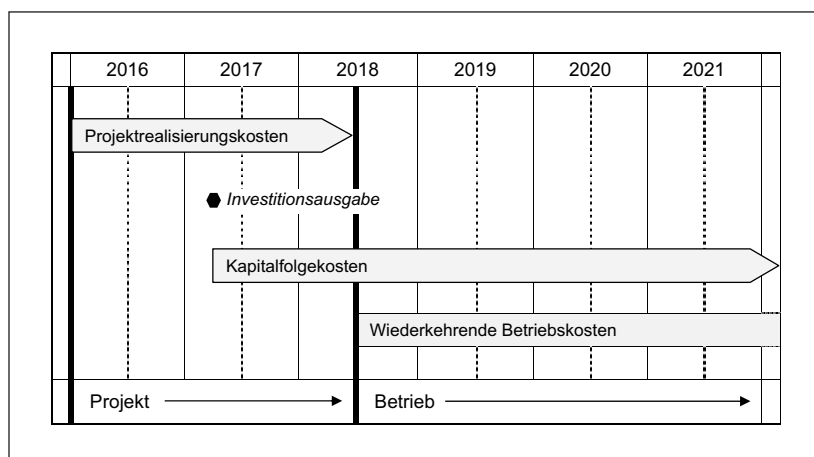 2016 2017 2018 2019 2020 2021
Projektrealisierungskosten
Investitionsausgabe
Kapitalfolgekosten
Wiederkehrende Betriebskosten
Projekt Betrieb